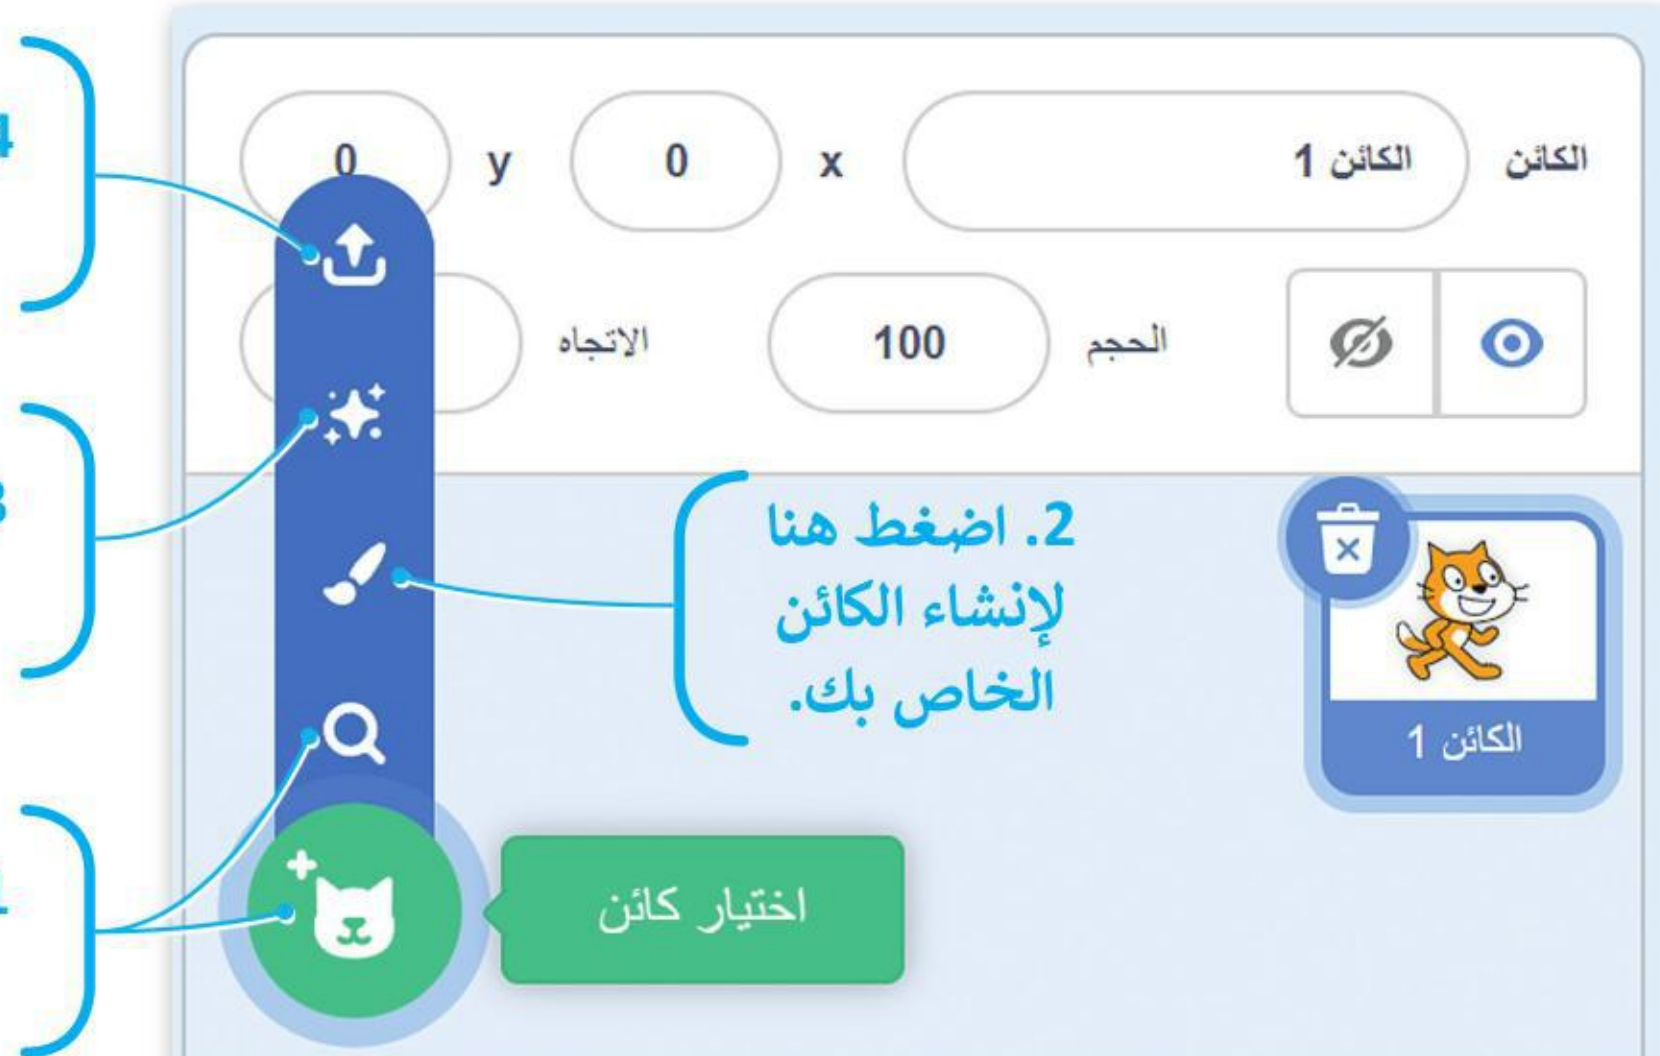 الكائن الكائن 1 x 0 y 0
الحجم 100 الاتجاه
4
3
1
2. اضغط هنا
لإنشاء الكائن
الخاص بك.
الكائن 1
اختيار كائن